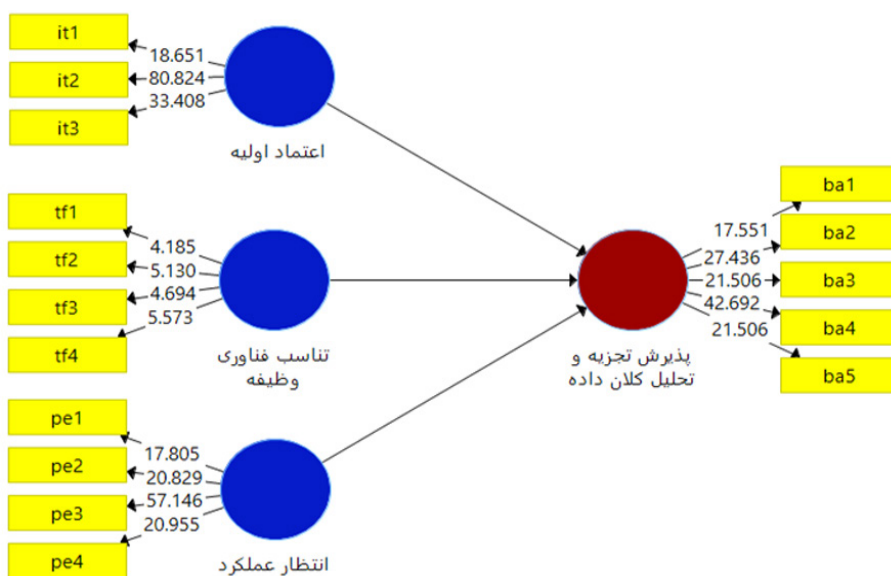 it1
it2
it3
18.651
80.824
33.408
اعتماد اولیه
tf1
tf2
tf3
tf4
4.185
5.130
4.694
5.573
تناسب فناوری
وظیفه
pe1
pe2
pe3
pe4
17.805
20.829
57.146
20.955
انتظار عملکرد
پذیرش تجزیه و
تحلیل کلان داده
17.551
27.436
21.506
42.692
21.506
ba1
ba2
ba3
ba4
ba5